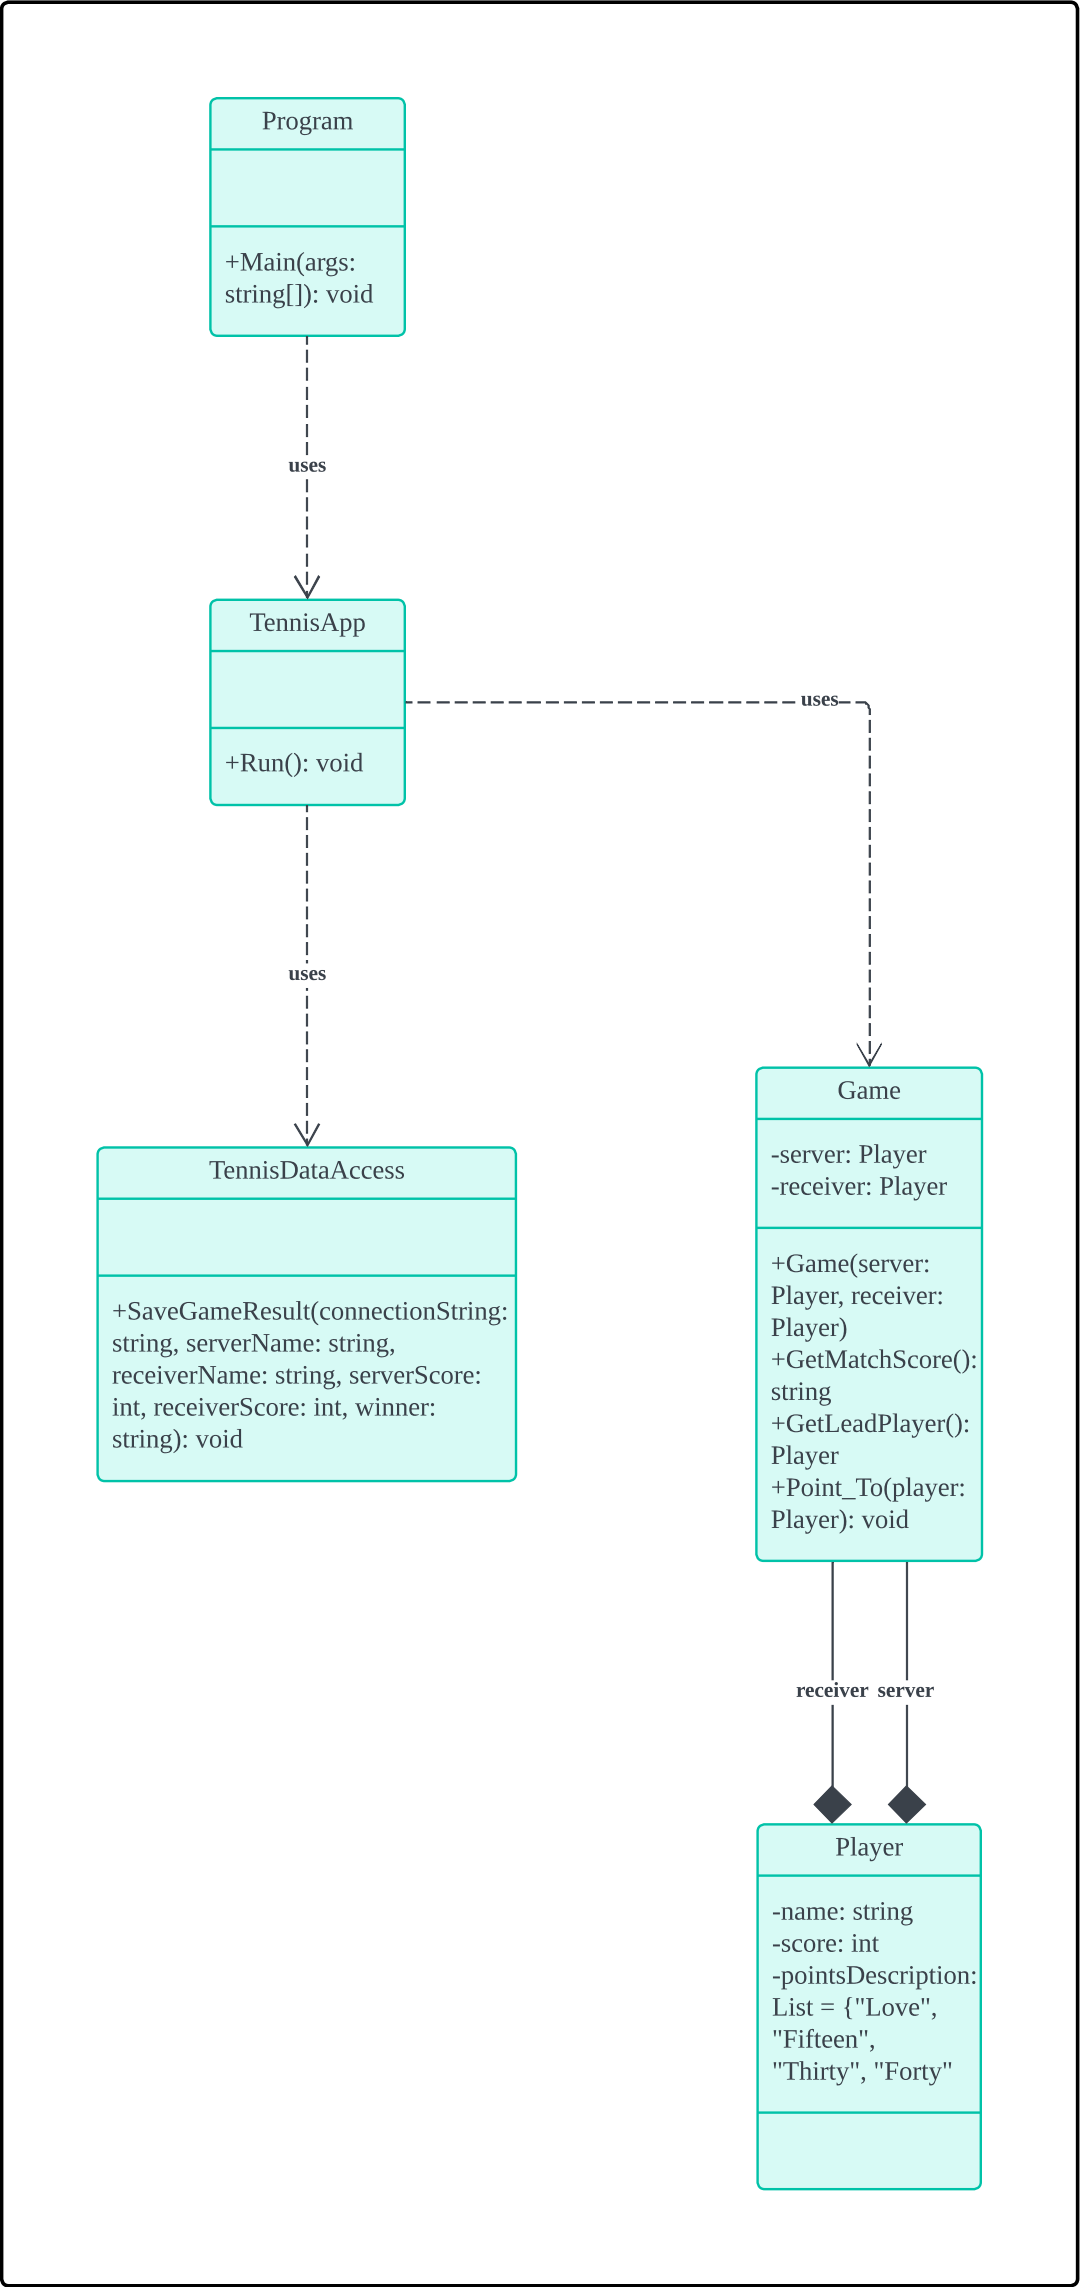 Program
+Main(args:
string[]): void
uses
TennisApp
+Run(): void
uses
uses
TennisDataAccess
+SaveGameResult(connectionString:
string, serverName: string,
receiverName: string, serverScore:
int, receiverScore: int, winner:
string): void
Game
-server: Player
-receiver: Player
+Game(server:
Player, receiver:
Player)
+GetMatchScore():
string
+GetLeadPlayer():
Player
+Point_To(player:
Player): void
receiver server
Player
-name: string
-score: int
-pointsDescription:
List = {"Love",
"Fifteen",
"Thirty", "Forty"